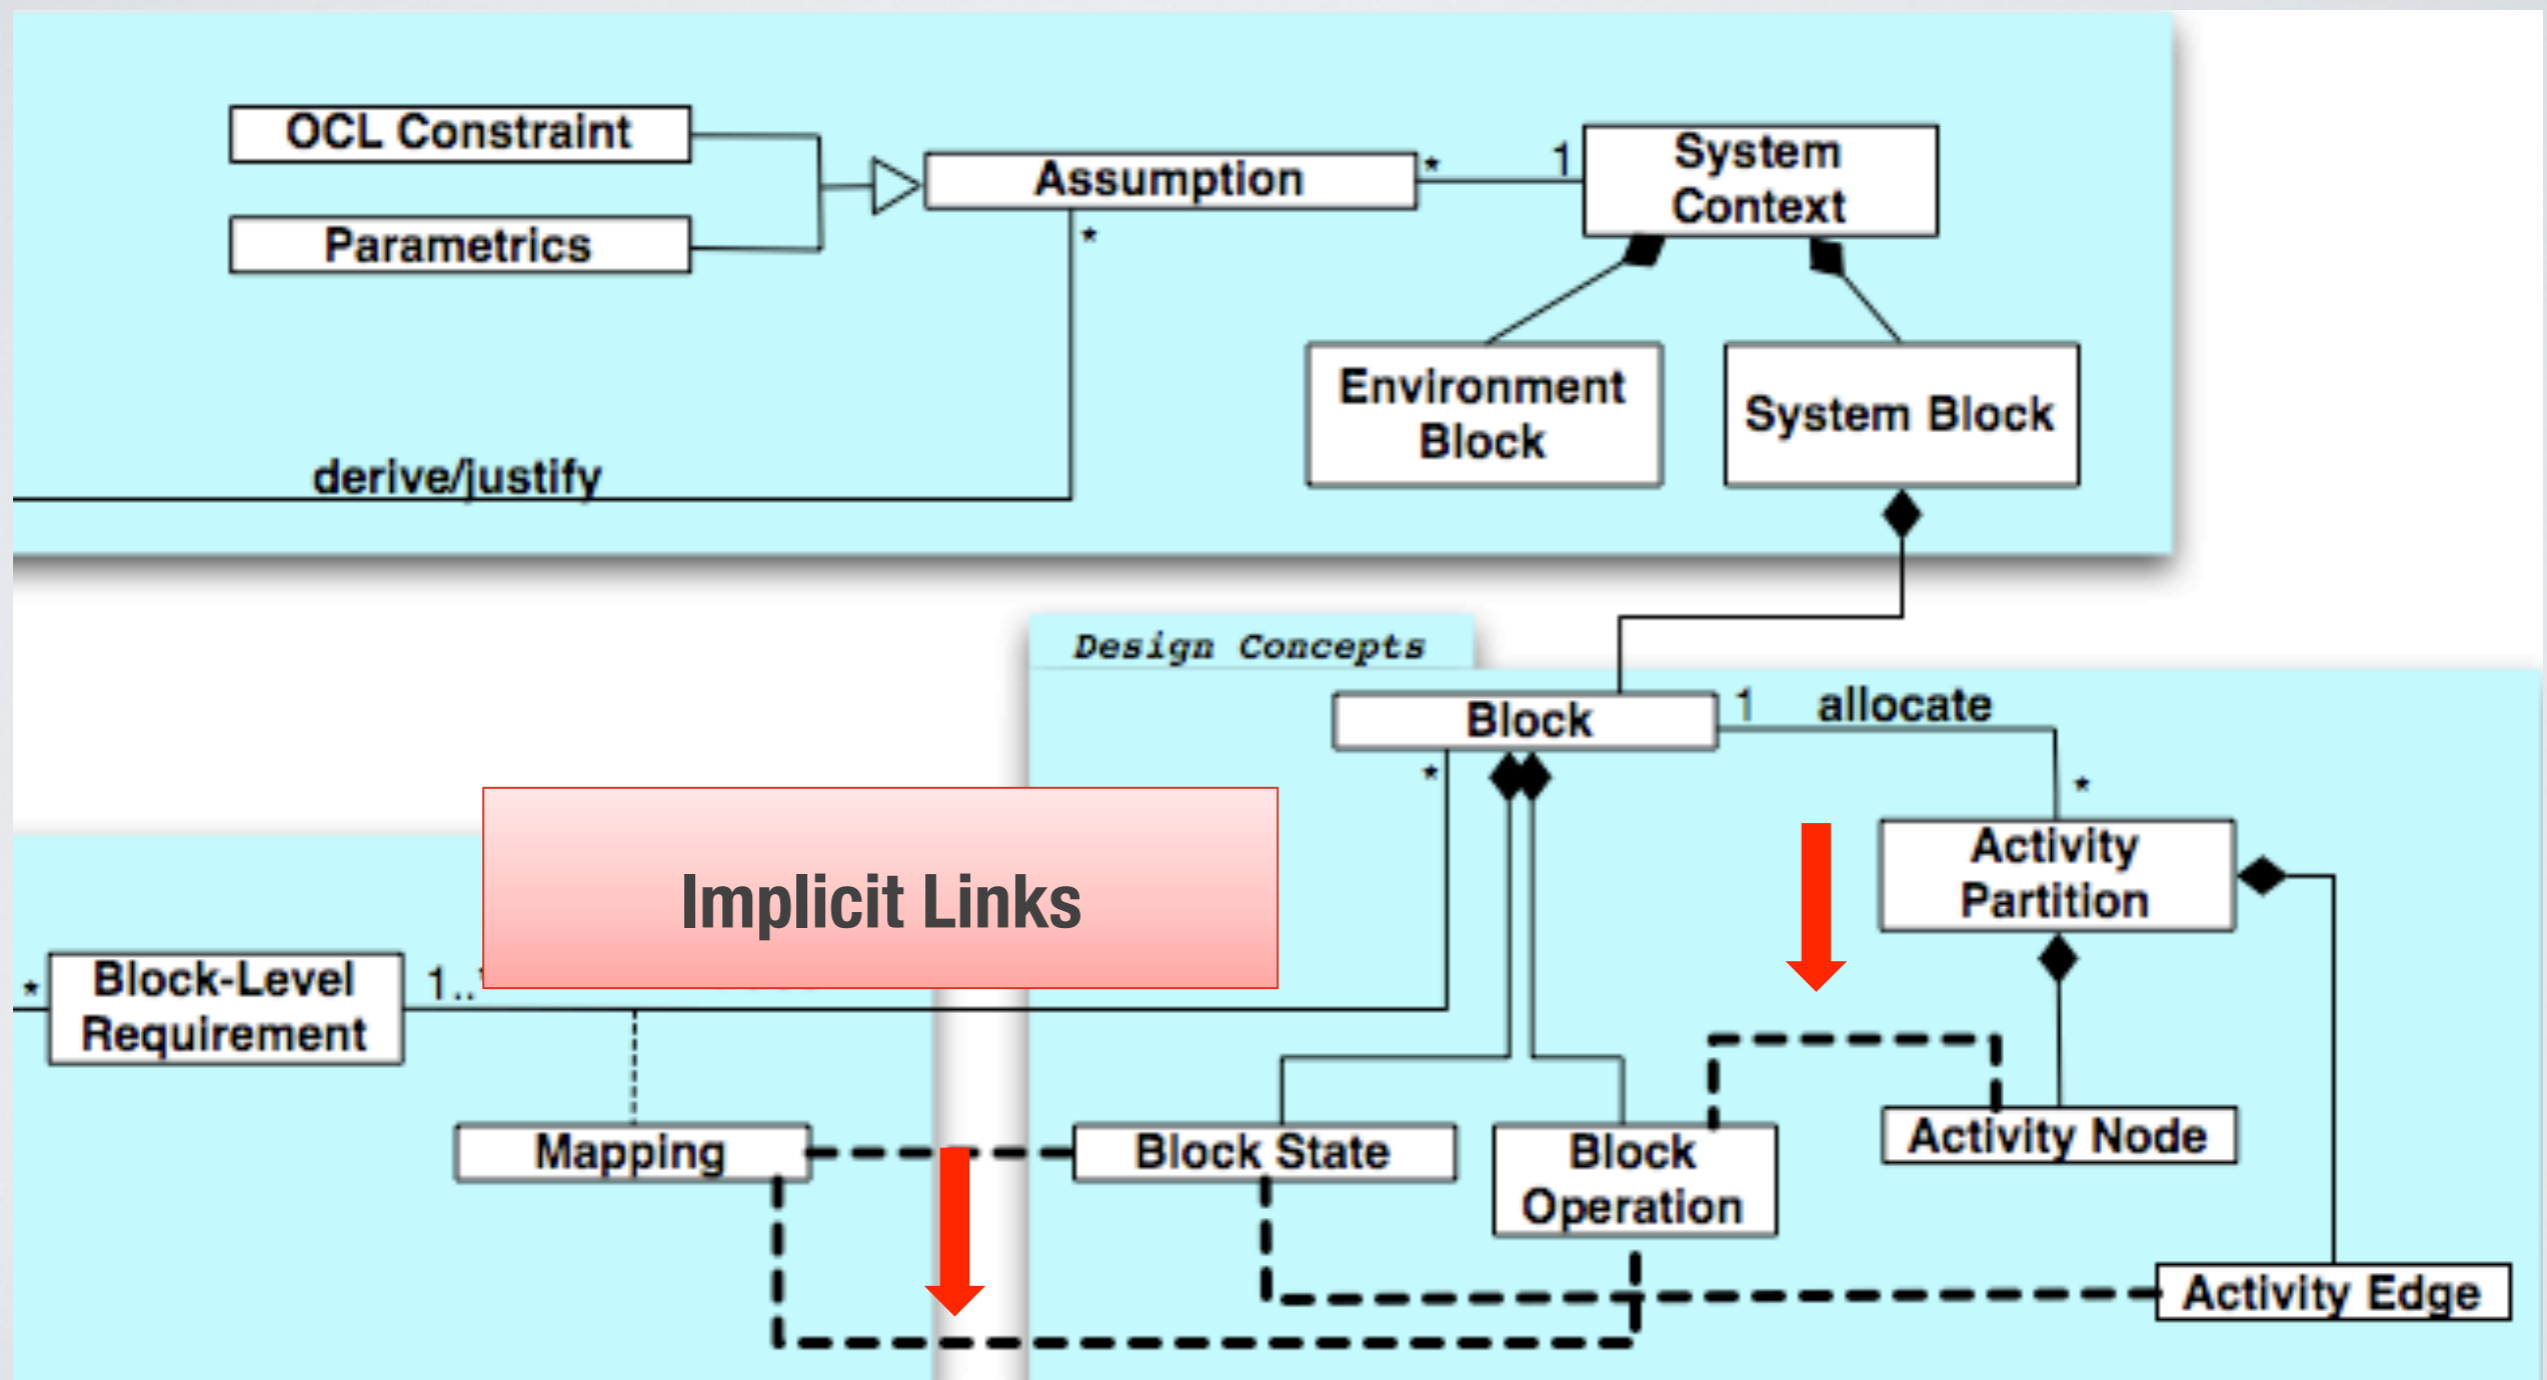 OCL Constraint
Parametrics
Assumption
*
1
System
Context
*
Environment
Block
System Block
derive/justify
Design Concepts
Block
1
allocate
*
*
Activity
Partition
Implicit Links
*
Block-Level
Requirement
1..
Mapping
Block State
Block
Operation
Activity Node
Activity Edge